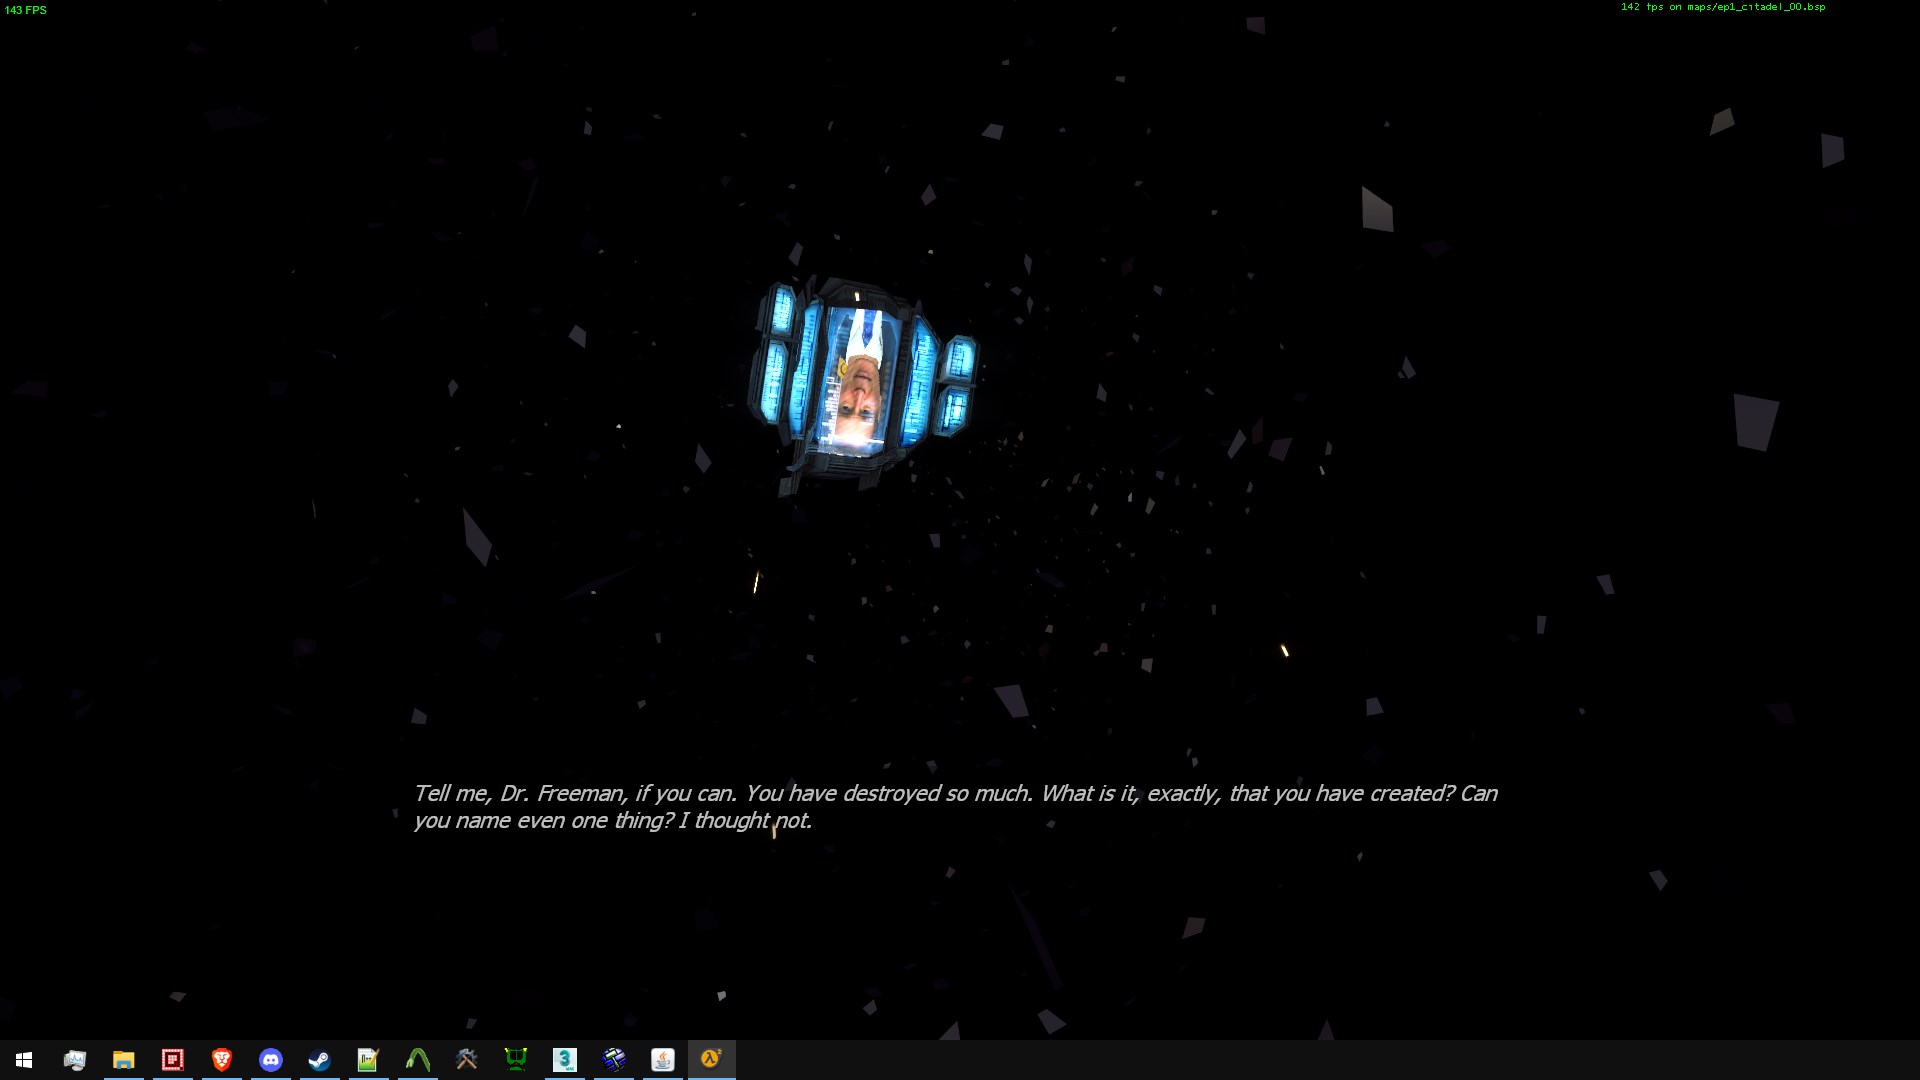 143 FPS
142 fps on maps/ep1_citadel_00.bsp
Tell me, Dr. Freeman, if you can. You have destroyed so much. What is it, exactly, that you have created? Can
you name even one thing? I thought not.